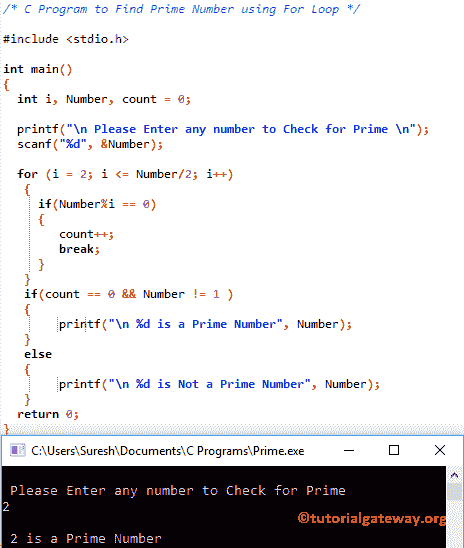 /* C Program to Find Prime Number using For Loop */
#include <stdio.h>
int main()
{
int i, Number, count = 0;
printf("\n Please Enter any number to Check for Prime \n");
scanf("%d", &Number);
for (i = 2; i <= Number/2; i++)
{
if(Number%i == 0)
{
count++;
break;
}
}
if(count == 0 && Number != 1 )
{
printf("\n %d is a Prime Number", Number);
}
else
{
printf("\n %d is Not a Prime Number", Number);
}
return 0;
}
C:\Users\Suresh\Documents\C Programs\Prime.exe
Please Enter any number to Check for Prime
2
©tutorialgateway.org
2 is a Prime Number